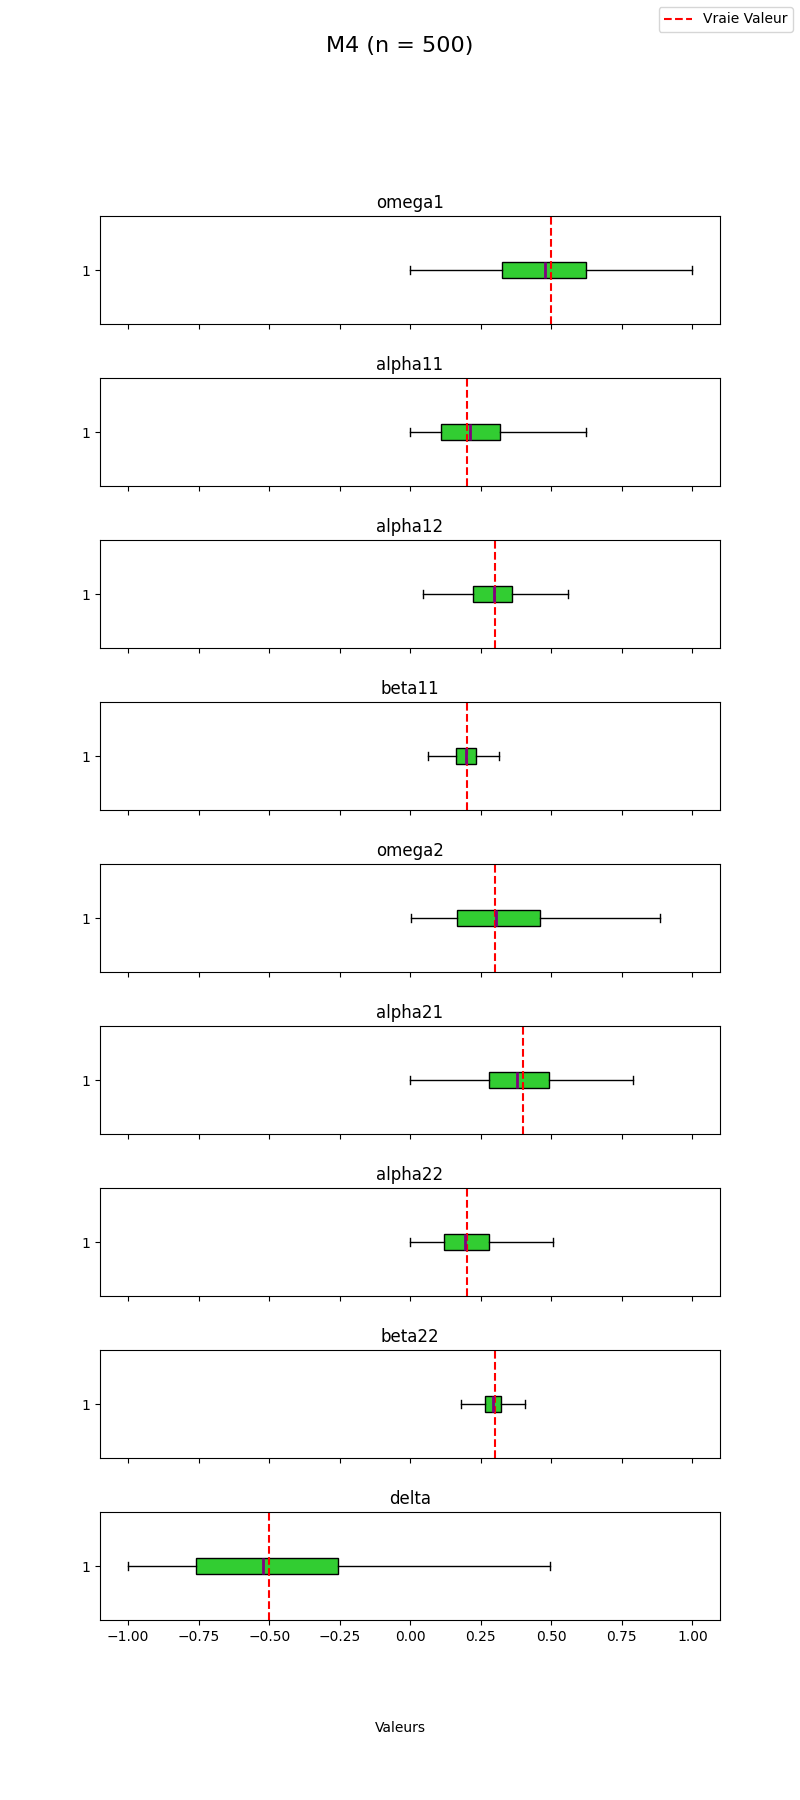 Vraie Valeur
M4 (n = 500)
omega1
1
alpha11
1
alpha12
1
beta11
1
omega2
1
alpha21
1
alpha22
1
beta22
1
delta
1
−1.00 −0.75 −0.50 −0.25 0.00 0.25 0.50 0.75 1.00
Valeurs